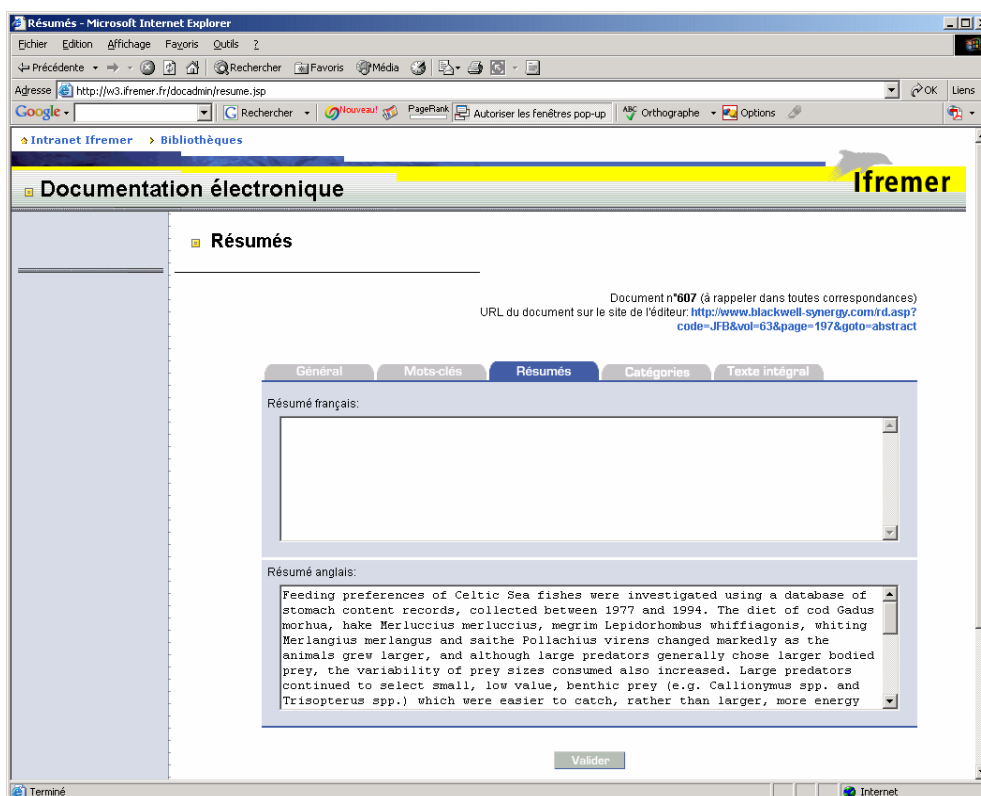 Résumés - Microsoft Internet Explorer
Fichier Edition Affichage Favoris Outils ?
Précédente Rechercher Favoris Média
Adresse http://w3.ifremer.fr/docadmin/resume.jsp OK Liens
Google Rechercher Nouveau! PageRank Autoriser les fenêtres pop-up ABC Orthographe Options
Intranet Ifremer Bibliothèques
Ifremer
Documentation électronique
Résumés
Document n°607 (à rappeler dans toutes correspondances)
URL du document sur le site de l'éditeur: http://www.blackwell-synergy.com/rd.asp?
code=JFB&vol=63&page=197&goto=abstract
Général Mots-clés Résumés Catégories Texte intégral
Résumé français:
Résumé anglais:
Feeding preferences of Celtic Sea fishes were investigated using a database of
stomach content records, collected between 1977 and 1994. The diet of cod Gadus
morhua, hake Merluccius merluccius, megrim Lepidorhombus whiffiagonis, whiting
Merlangius merlangus and saithe Pollachius virens changed markedly as the
animals grew larger, and although large predators generally chose larger bodied
prey, the variability of prey sizes consumed also increased. Large predators
continued to select small, low value, benthic prey (e.g. Callionymus spp. and
Trisopterus spp.) which were easier to catch, rather than larger, more energy
Valider
Terminé Internet